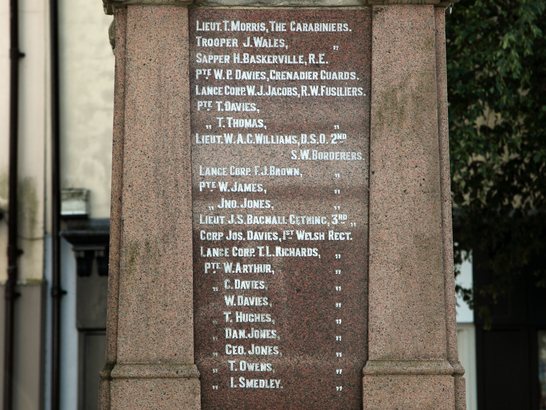 LIEUT. T. MORRIS, THE CARABINIERS.
TROOPER J. WALES, "
SAPPER H. BASKERVILLE, R.E.
PTE W. P. DAVIES, GRENADIER GUARDS.
LANCE CORP. W. J. JACOBS, R.W. FUSILIERS.
PTE T. DAVIES, "
" T. THOMAS, "
LIEUT. W. A. G. WILLIAMS, D.S.O. 2ND
S.W. BORDERERS.
LANCE CORP. F. J. BROWN, "
PTE W. JAMES, "
" JNO. JONES, "
LIEUT. J. S. BAGNALL GETHING, 3RD "
CORP. JOS. DAVIES, 1ST WELSH REGT.
LANCE CORP. T. L. RICHARDS, "
PTE W. ARTHUR, "
" C. DAVIES, "
" W. DAVIES, "
" T. HUGHES, "
" DAN. JONES, "
" GEO. JONES, "
" T. OWENS, "
" I. SMEDLEY, "